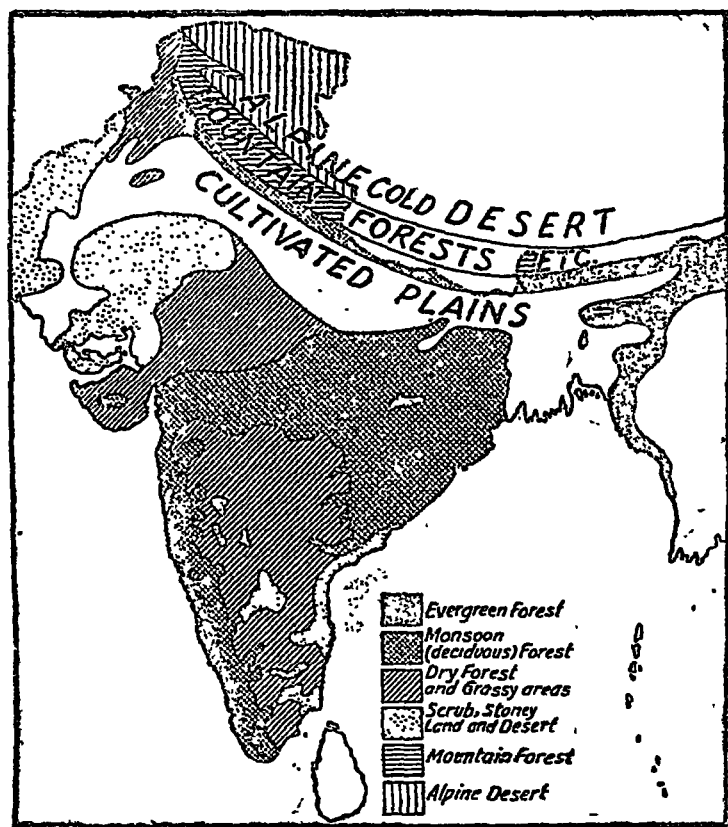 ALPINE COLD DESERT
MOUNTAIN FORESTS ETC.
CULTIVATED PLAINS
Evergreen Forest
Monsoon
(deciduous) Forest
Dry Forest
and Grassy areas
Scrub, Stoney
Land and Desert
Mountain Forest
Alpine Desert